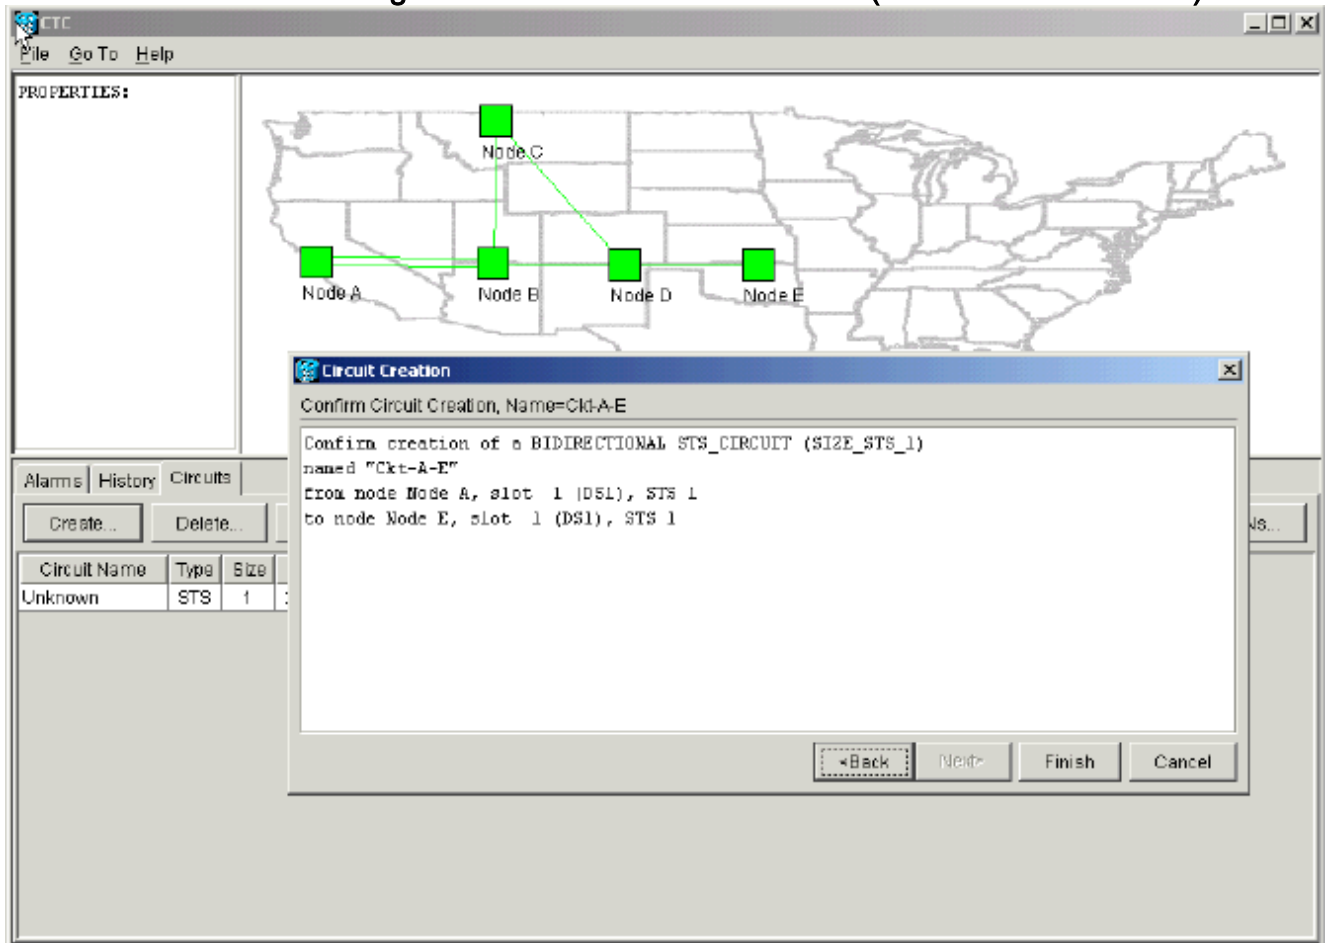 CTC
File Go To Help
PROPERTIES:
Node C
Node A
Node B
Node D
Node E
Circuit Creation
Confirm Circuit Creation, Name=Ckt-A-E
Confirm creation of a BIDIRECTIONAL STS_CIRCUIT (SIZE_STS_1)
named "Ckt-A-E"
from node Node A, slot 1 (DS1), STS 1
to node Node E, slot 1 (DS1), STS 1
Alarms History Circuits
Create... Delete...
Circuit Name Type Size
Unknown STS 1
<Back Next> Finish Cancel